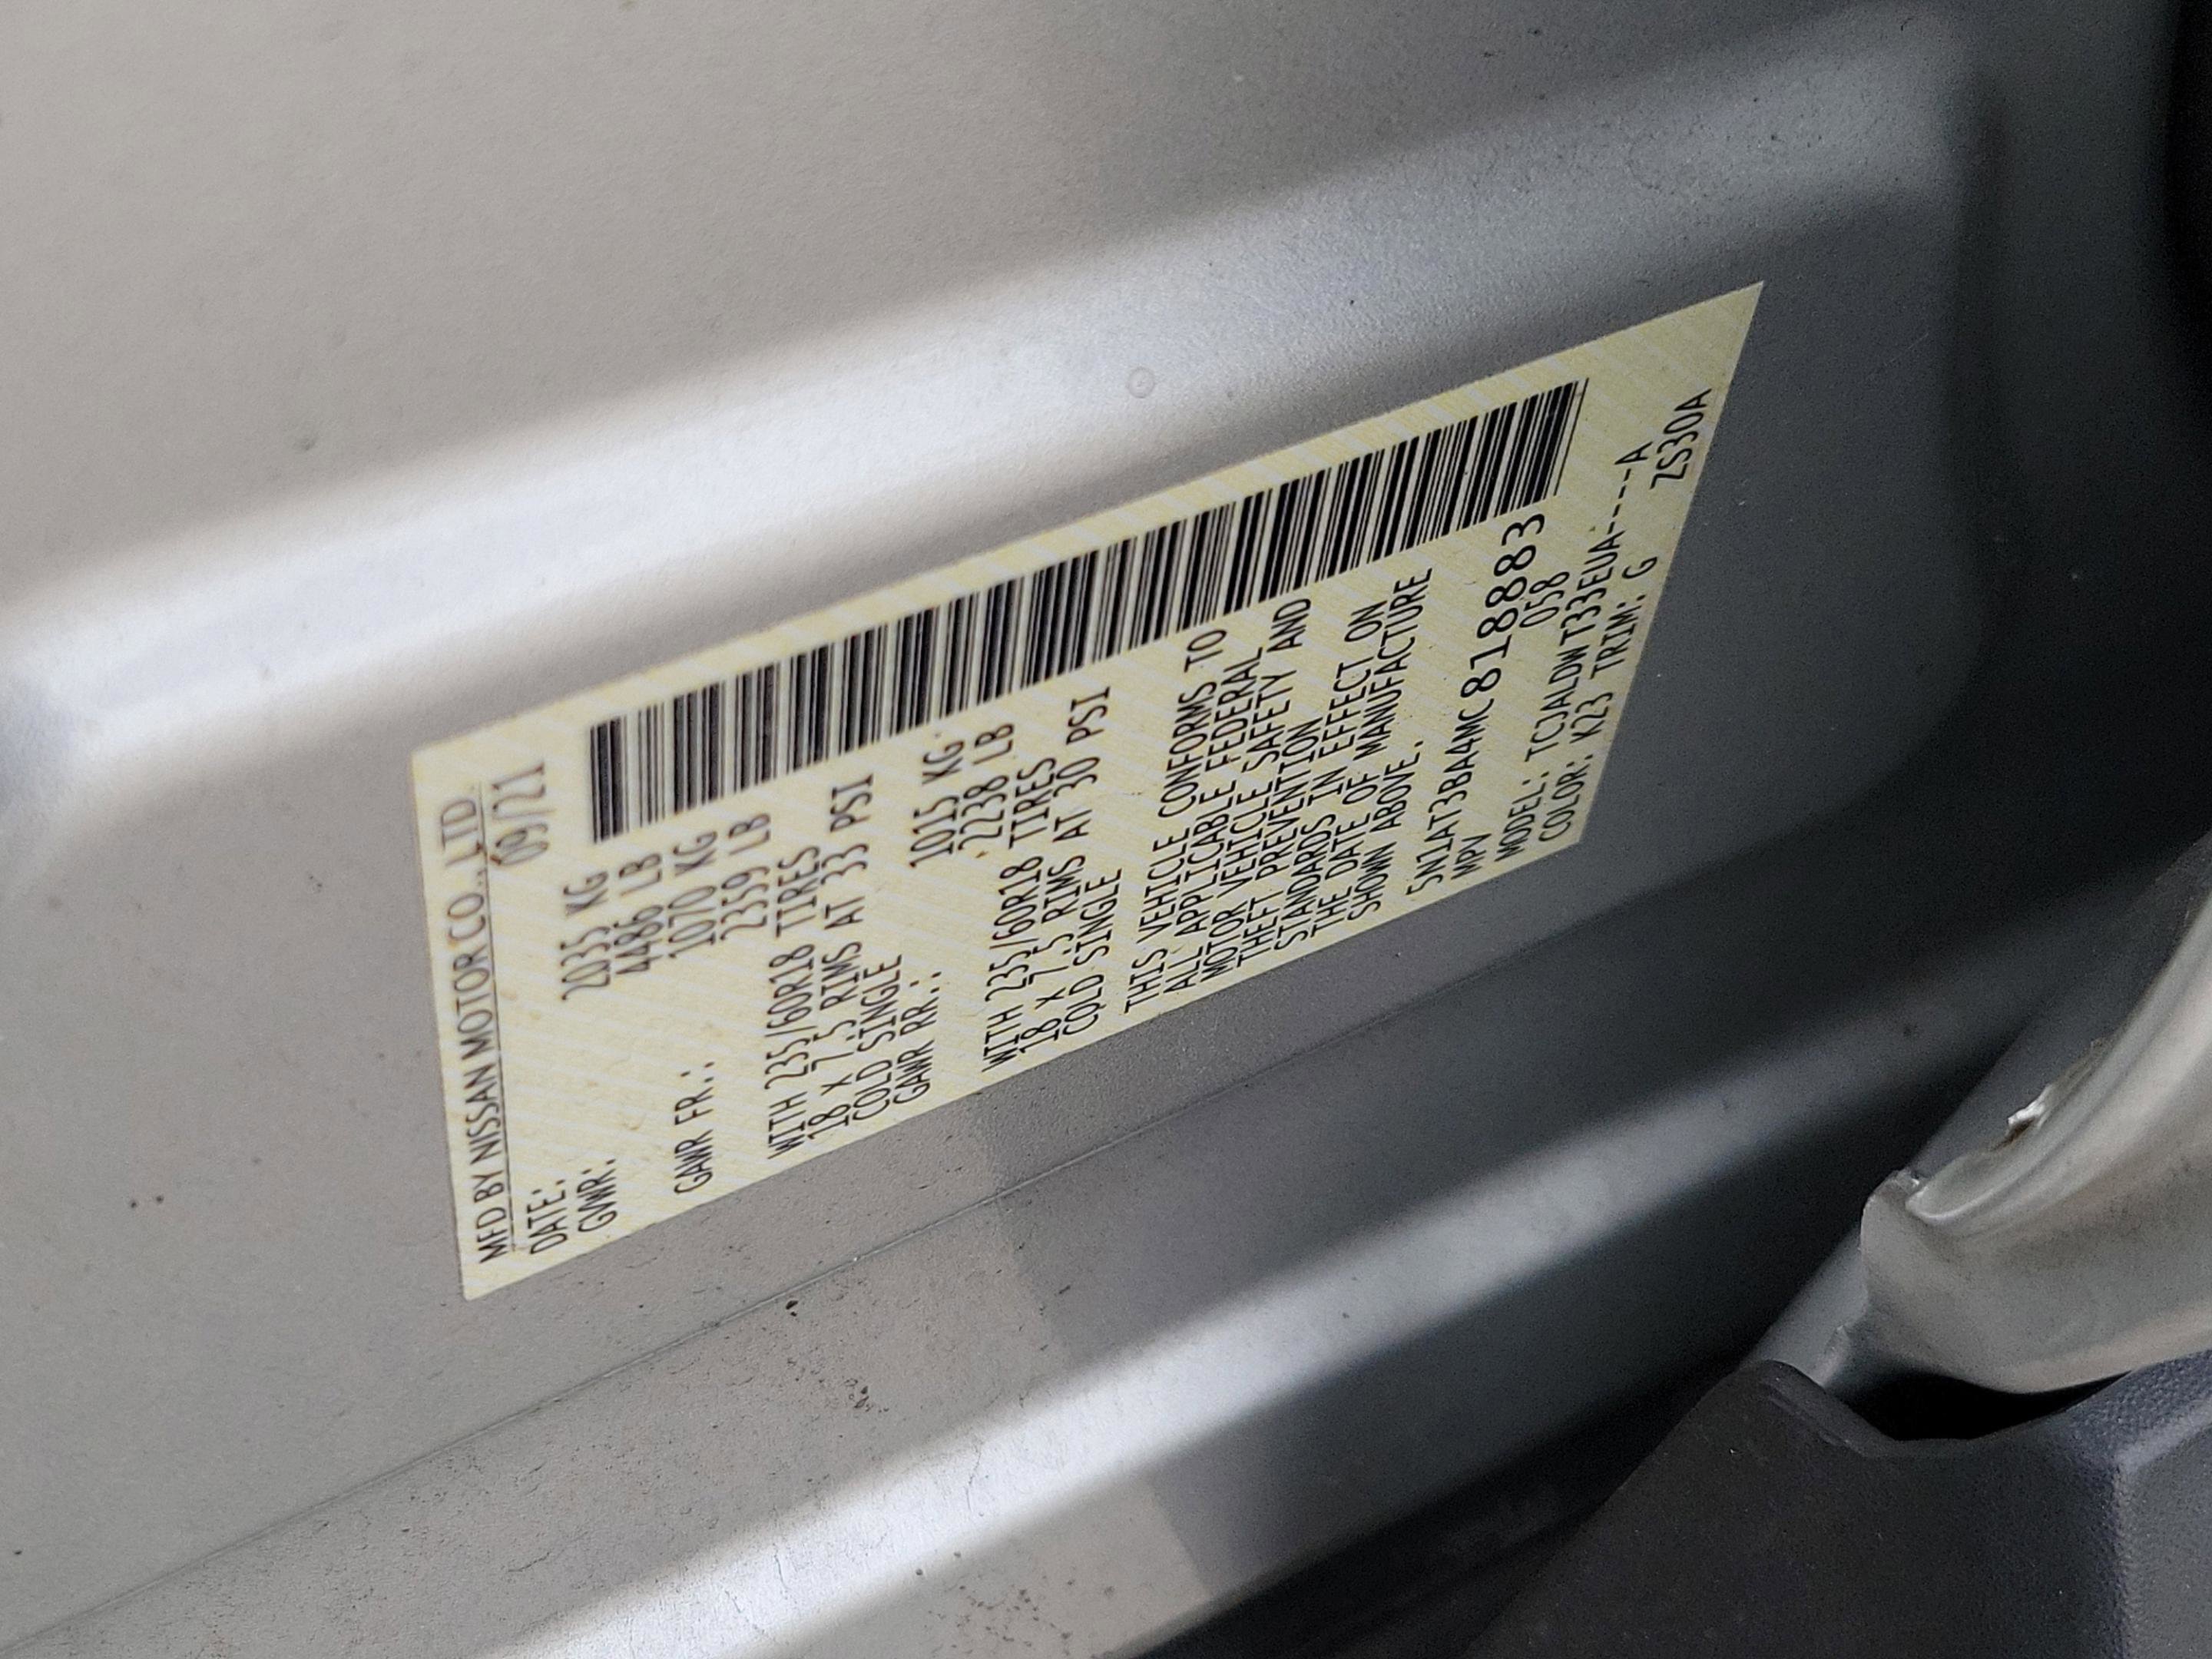 MFD BY NISSAN MOTOR CO., LTD.
DATE: 09/21
GVWR: 2035 KG
4486 LB
GAWR FR.: 1070 KG
2359 LB
WITH 235/60R18 TIRES
18 X 7.5 RIMS AT 33 PSI
COLD SINGLE
GAWR RR.: 1015 KG
2238 LB
WITH 235/60R18 TIRES
18 X 7.5 RIMS AT 30 PSI
COLD SINGLE
THIS VEHICLE CONFORMS TO
ALL APPLICABLE FEDERAL
MOTOR VEHICLE SAFETY AND
THEFT PREVENTION
STANDARDS IN EFFECT ON
THE DATE OF MANUFACTURE
SHOWN ABOVE.
5N1AT3BA4MC818883
MPV 058
MODEL: TCJALDWT33EUA-----A
COLOR: K23 TRIM: G ZS30A